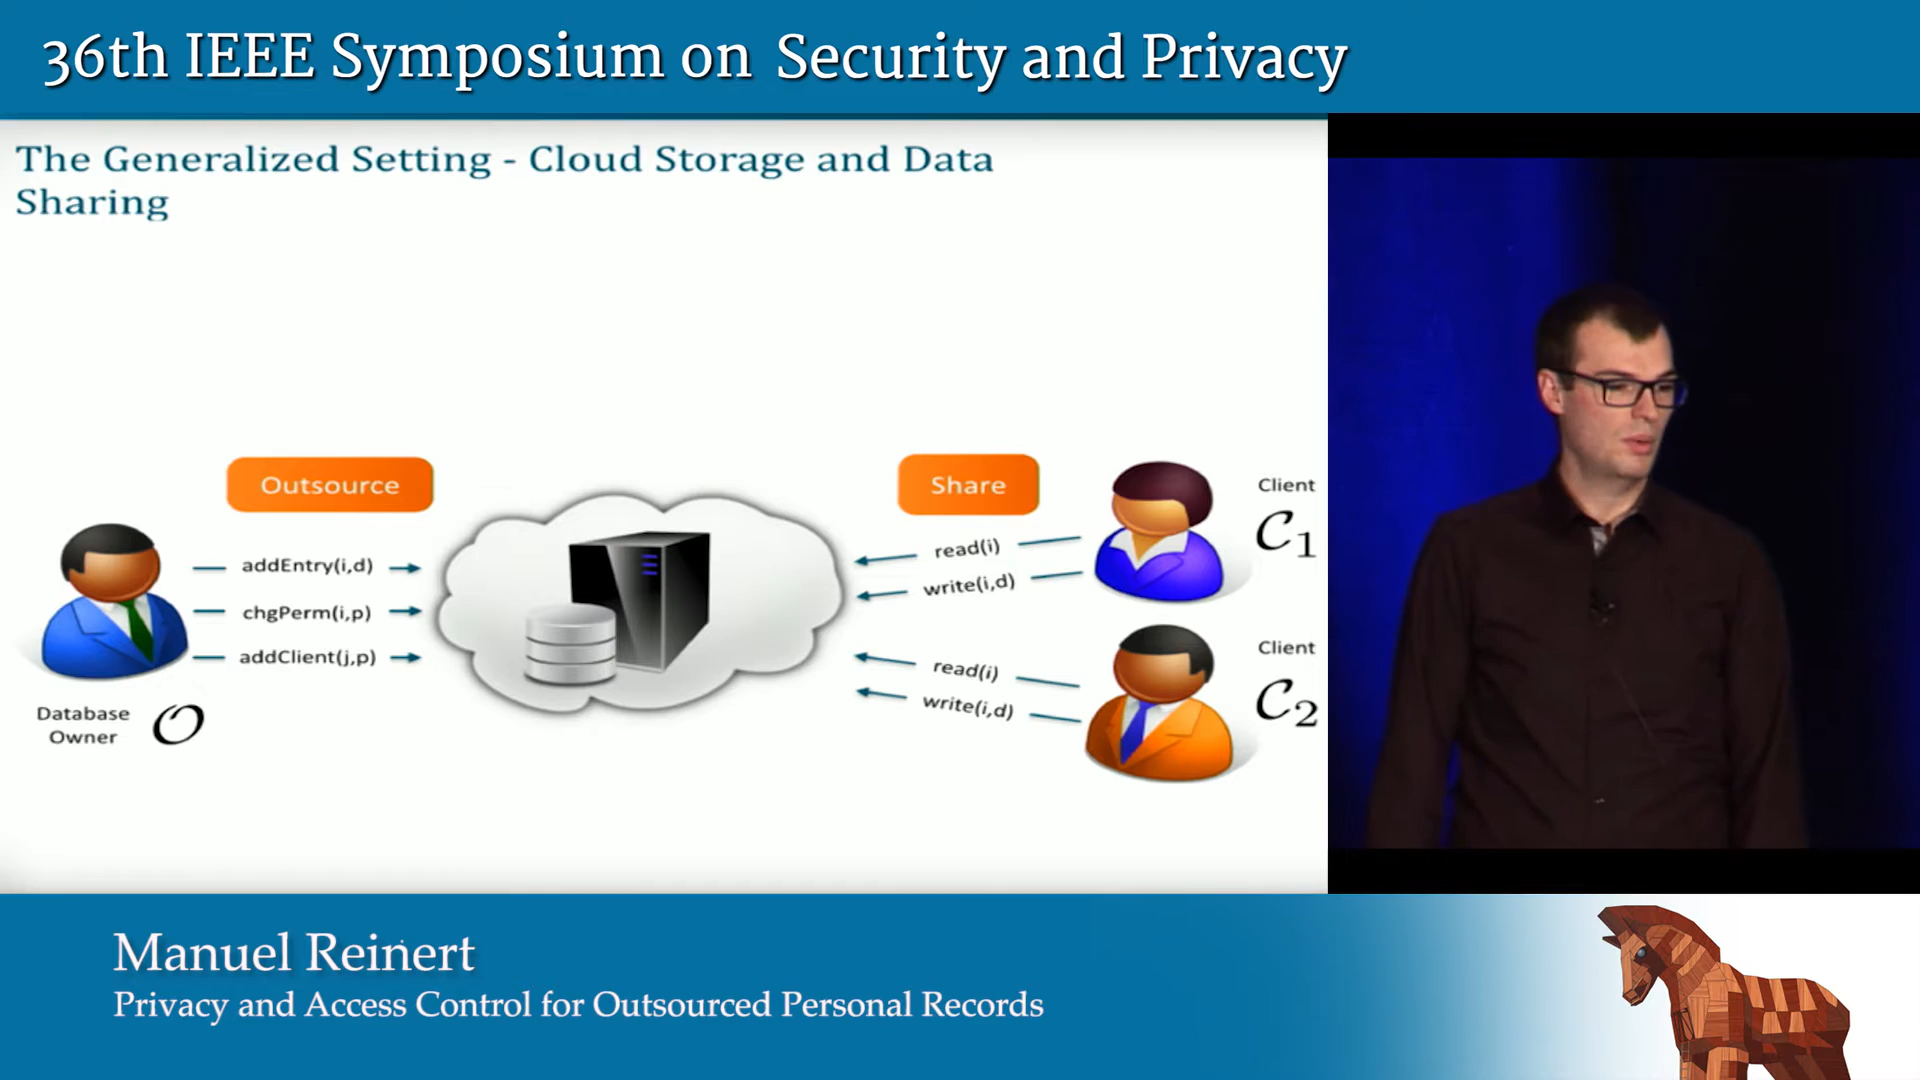 36th IEEE Symposium on Security and Privacy
The Generalized Setting - Cloud Storage and Data
Sharing
Outsource
addEntry(i,d)
chgPerm(i,p)
addClient(j,p)
Database
Owner
O
Share
read(i)
write(i,d)
Client
C1
read(i)
write(i,d)
Client
C2
Manuel Reinert
Privacy and Access Control for Outsourced Personal Records